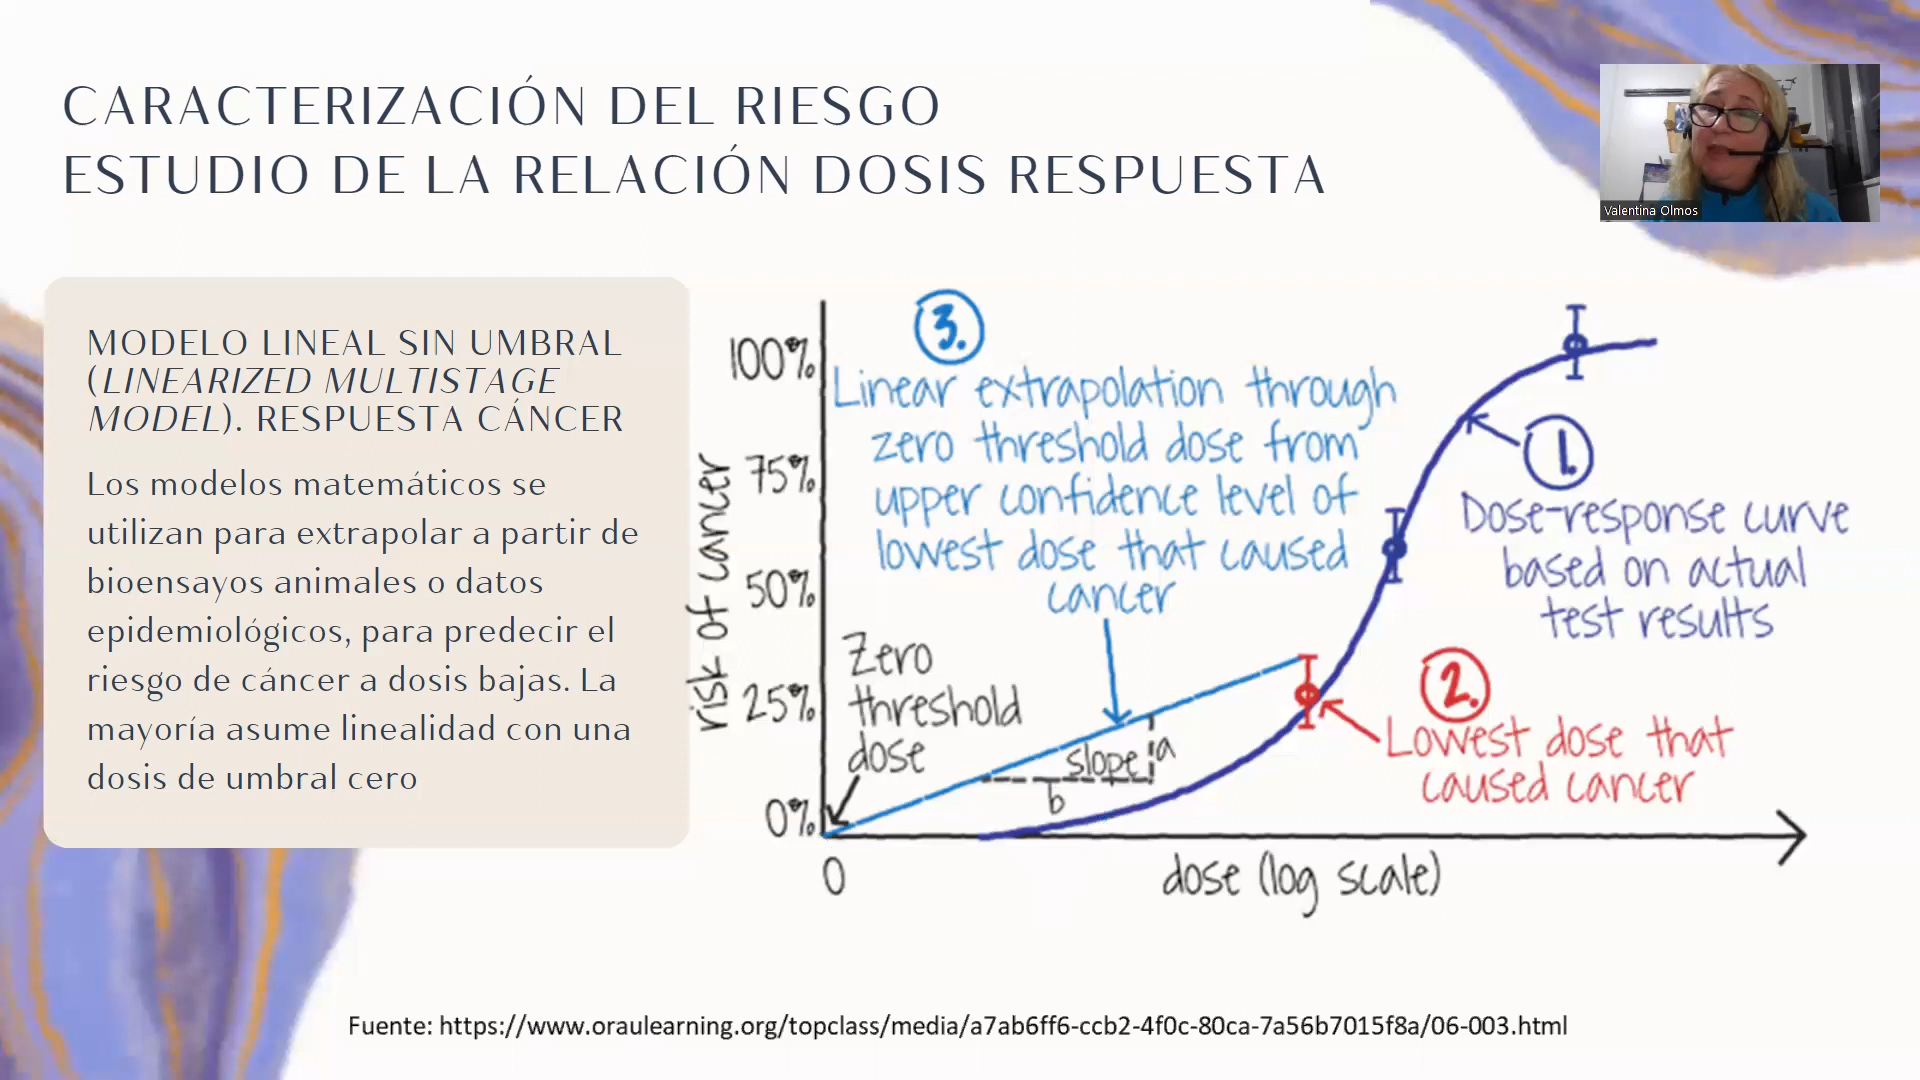 CARACTERIZACIÓN DEL RIESGO
ESTUDIO DE LA RELACIÓN DOSIS RESPUESTA
Valentina Olmos
MODELO LINEAL SIN UMBRAL
(LINEARIZED MULTISTAGE
MODEL). RESPUESTA CÁNCER
Los modelos matemáticos se
utilizan para extrapolar a partir de
bioensayos animales o datos
epidemiológicos, para predecir el
riesgo de cáncer a dosis bajas. La
mayoría asume linealidad con una
dosis de umbral cero
risk of cancer
100%
75%
50%
25%
0%
3.
Linear extrapolation through
zero threshold dose from
upper confidence level of
lowest dose that caused
cancer
Zero
threshold
dose
slope
a
b
1.
Dose-response curve
based on actual
test results
2.
Lowest dose that
caused cancer
0
dose (log scale)
Fuente: https://www.oraulearning.org/topclass/media/a7ab6ff6-ccb2-4f0c-80ca-7a56b7015f8a/06-003.html